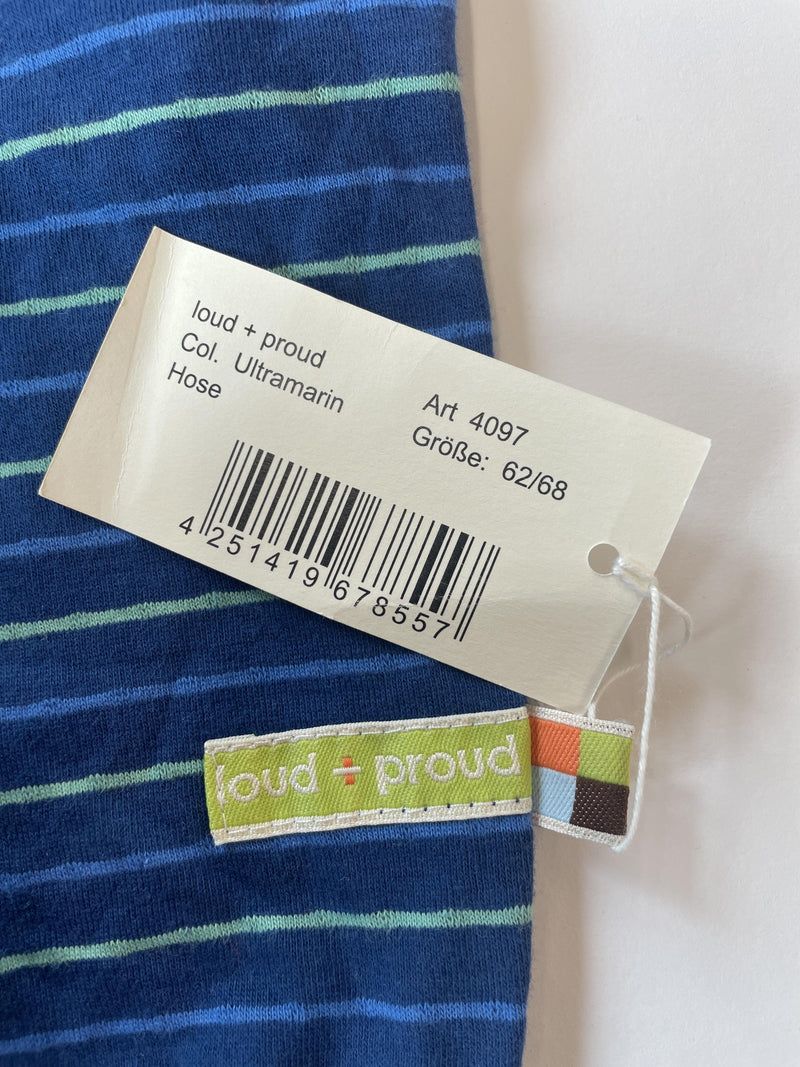 loud + proud
Col. Ultramarin
Hose
Art 4097
Größe: 62/68
4 251419 678557
loud + proud